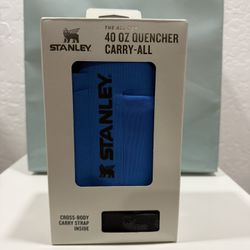 STANLEY
THE ALL DAY
40 OZ QUENCHER
CARRY-ALL
STANLEY
CROSS-BODY
CARRY STRAP
INSIDE